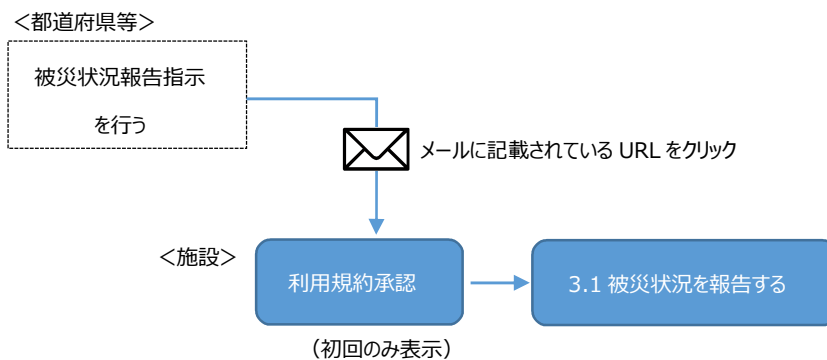 ＜都道府県等＞
被災状況報告指示
を行う
メールに記載されている URL をクリック
＜施設＞
利用規約承認
3.1 被災状況を報告する
（初回のみ表示）